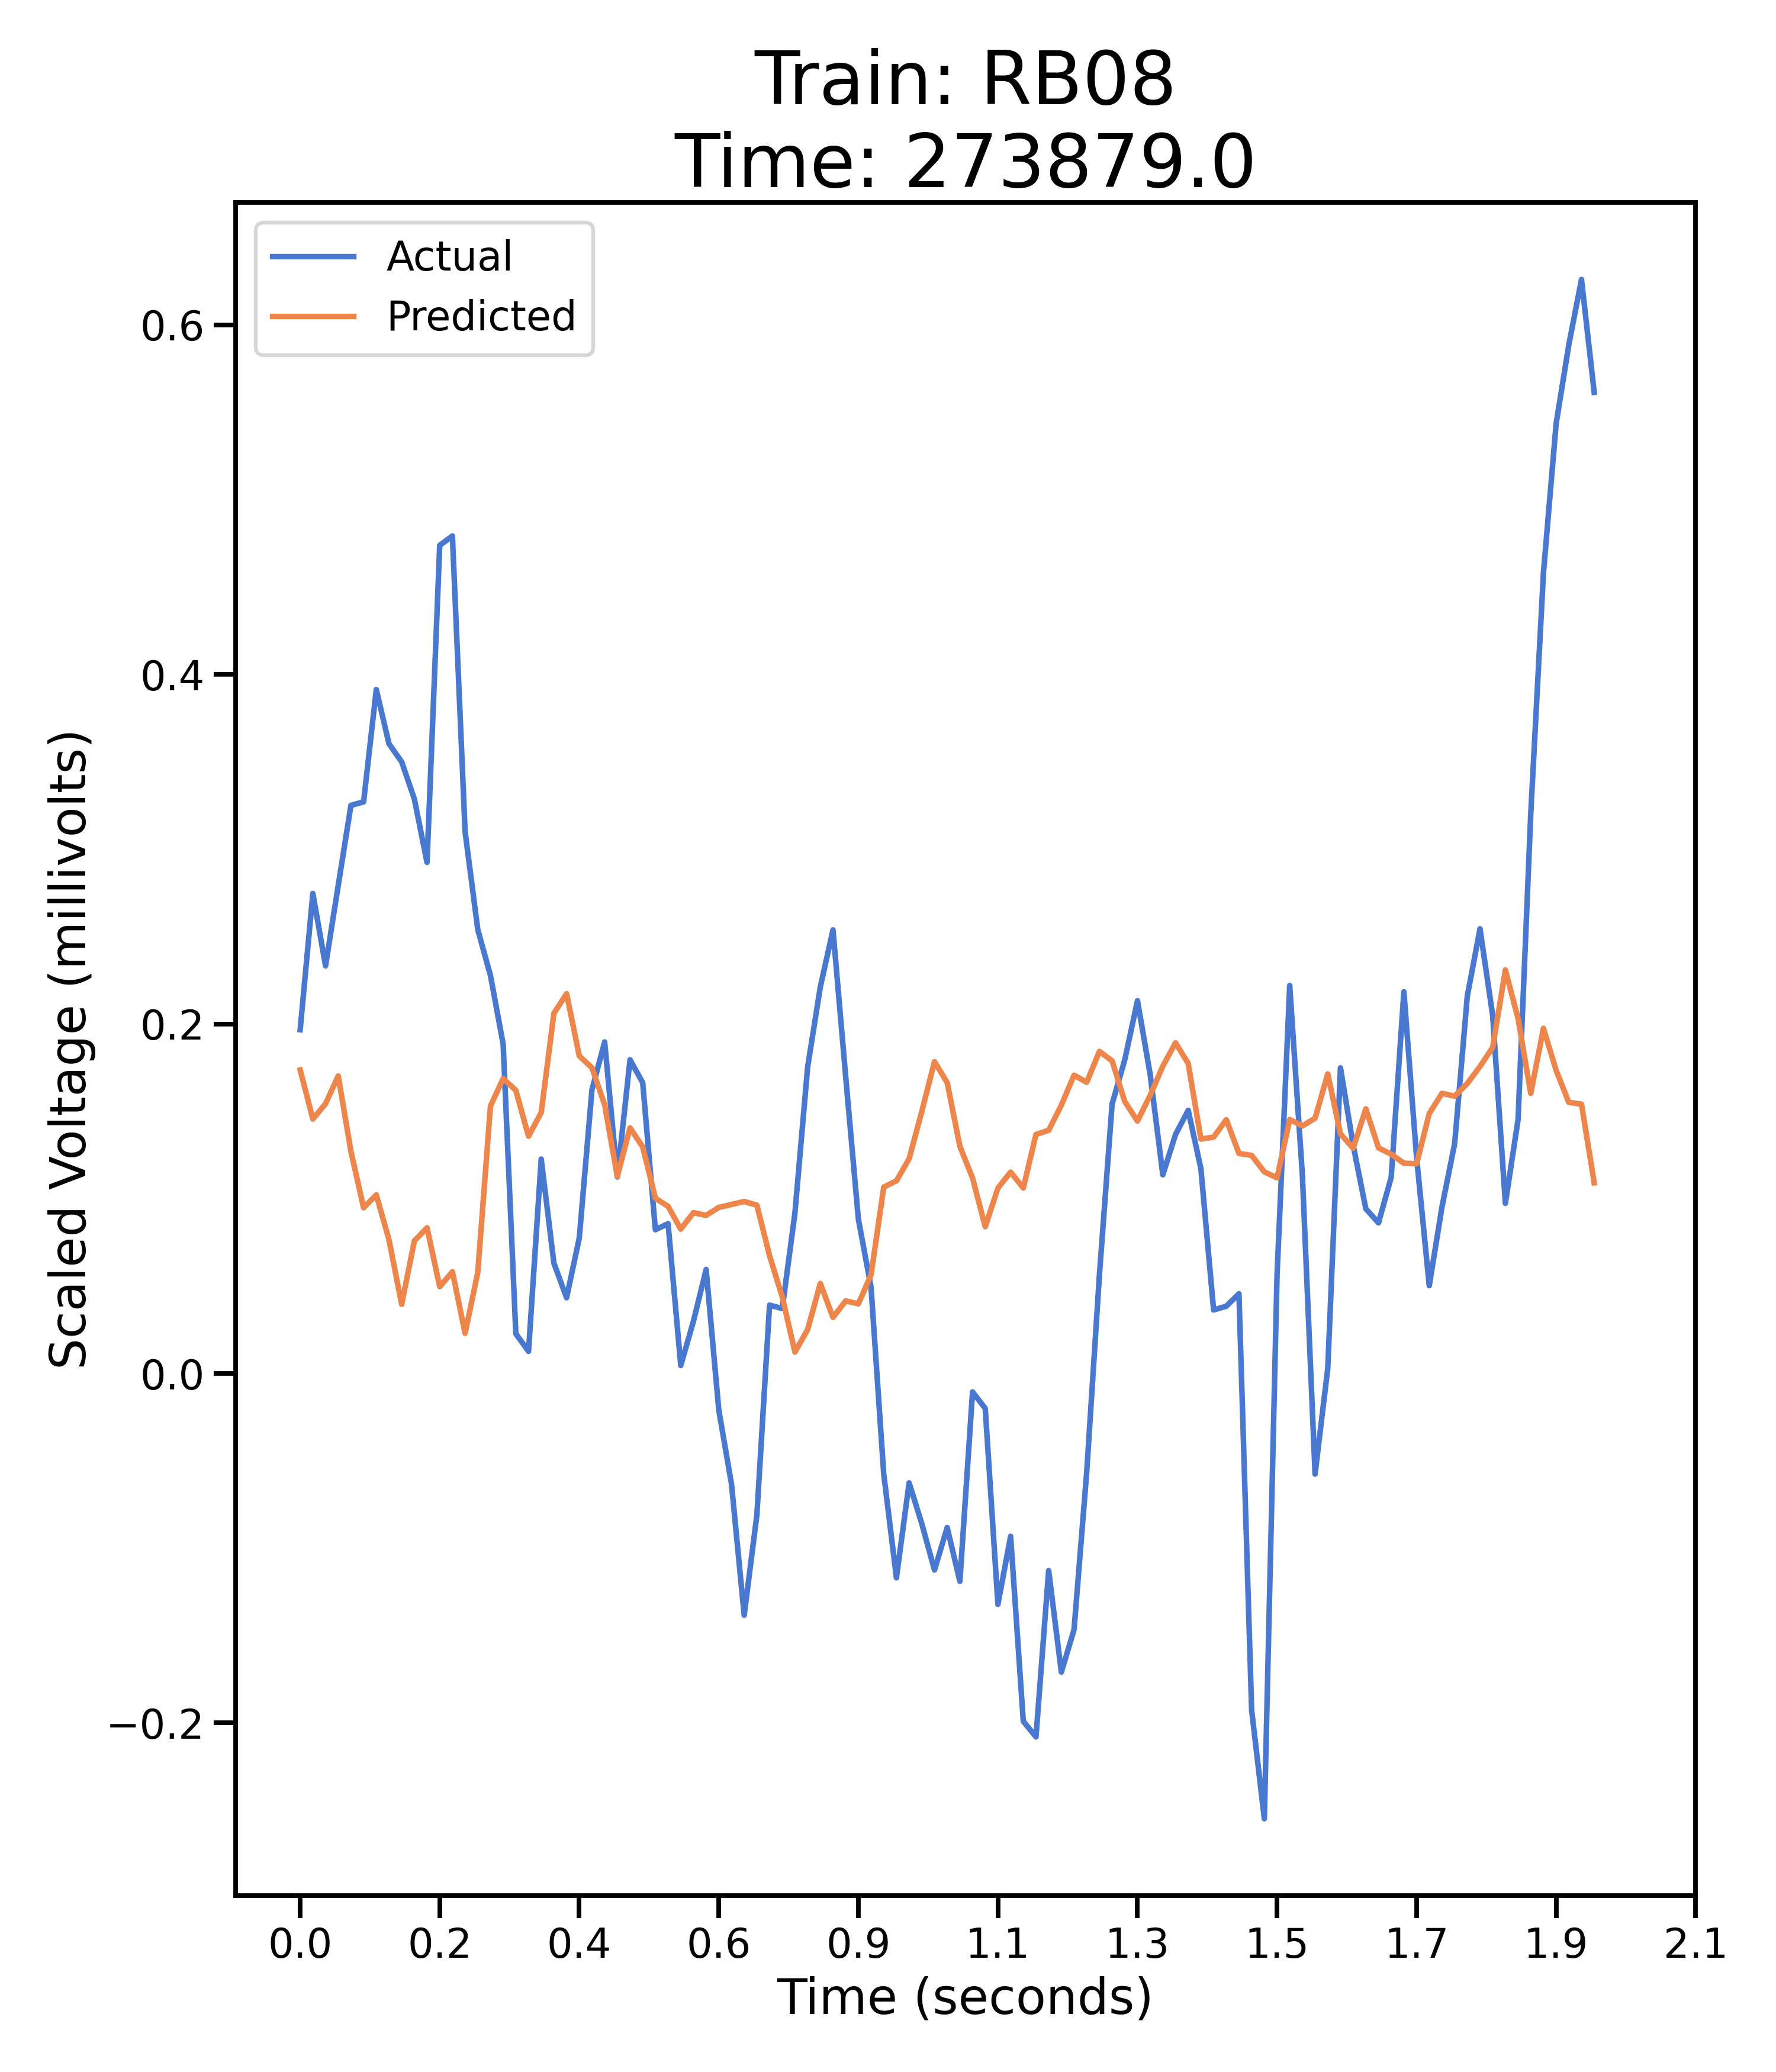 Train: RB08
Time: 273879.0
Actual
Predicted
Scaled Voltage (millivolts)
0.6
0.4
0.2
0.0
−0.2
0.0 0.2 0.4 0.6 0.9 1.1 1.3 1.5 1.7 1.9 2.1
Time (seconds)